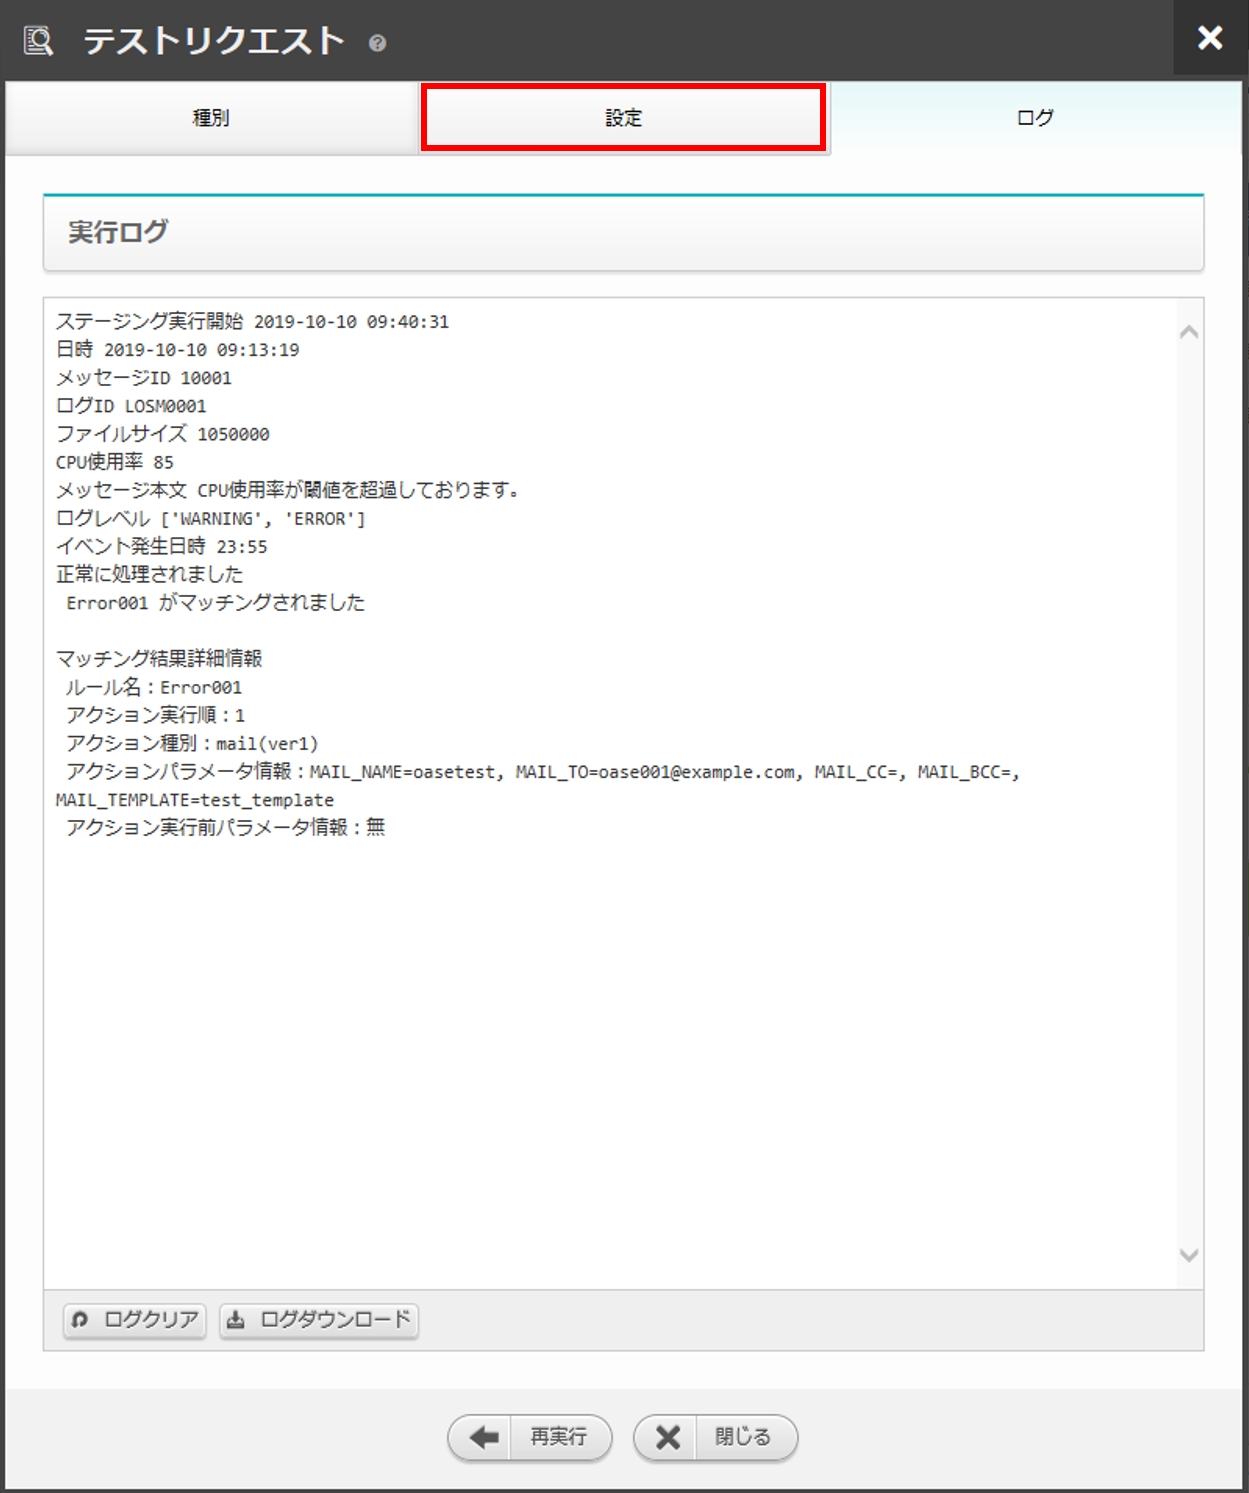 テストリクエスト
種別
設定
ログ
実行ログ
ステージング実行開始 2019-10-10 09:40:31
日時 2019-10-10 09:13:19
メッセージID 10001
ログID LOSM0001
ファイルサイズ 1050000
CPU使用率 85
メッセージ本文 CPU使用率が閾値を超過しております。
ログレベル ['WARNING', 'ERROR']
イベント発生日時 23:55
正常に処理されました
Error001 がマッチングされました
マッチング結果詳細情報
ルール名：Error001
アクション実行順：1
アクション種別：mail(ver1)
アクションパラメータ情報：MAIL_NAME=oasetest, MAIL_TO=oase001@example.com, MAIL_CC=, MAIL_BCC=,
MAIL_TEMPLATE=test_template
アクション実行前パラメータ情報：無
ログクリア
ログダウンロード
再実行
閉じる